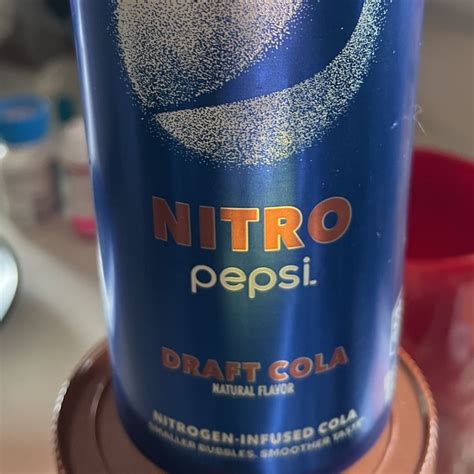 NITRO
pepsi.
DRAFT COLA
NATURAL FLAVOR
NITROGEN-INFUSED COLA
SMALLER BUBBLES. SMOOTHER TASTE